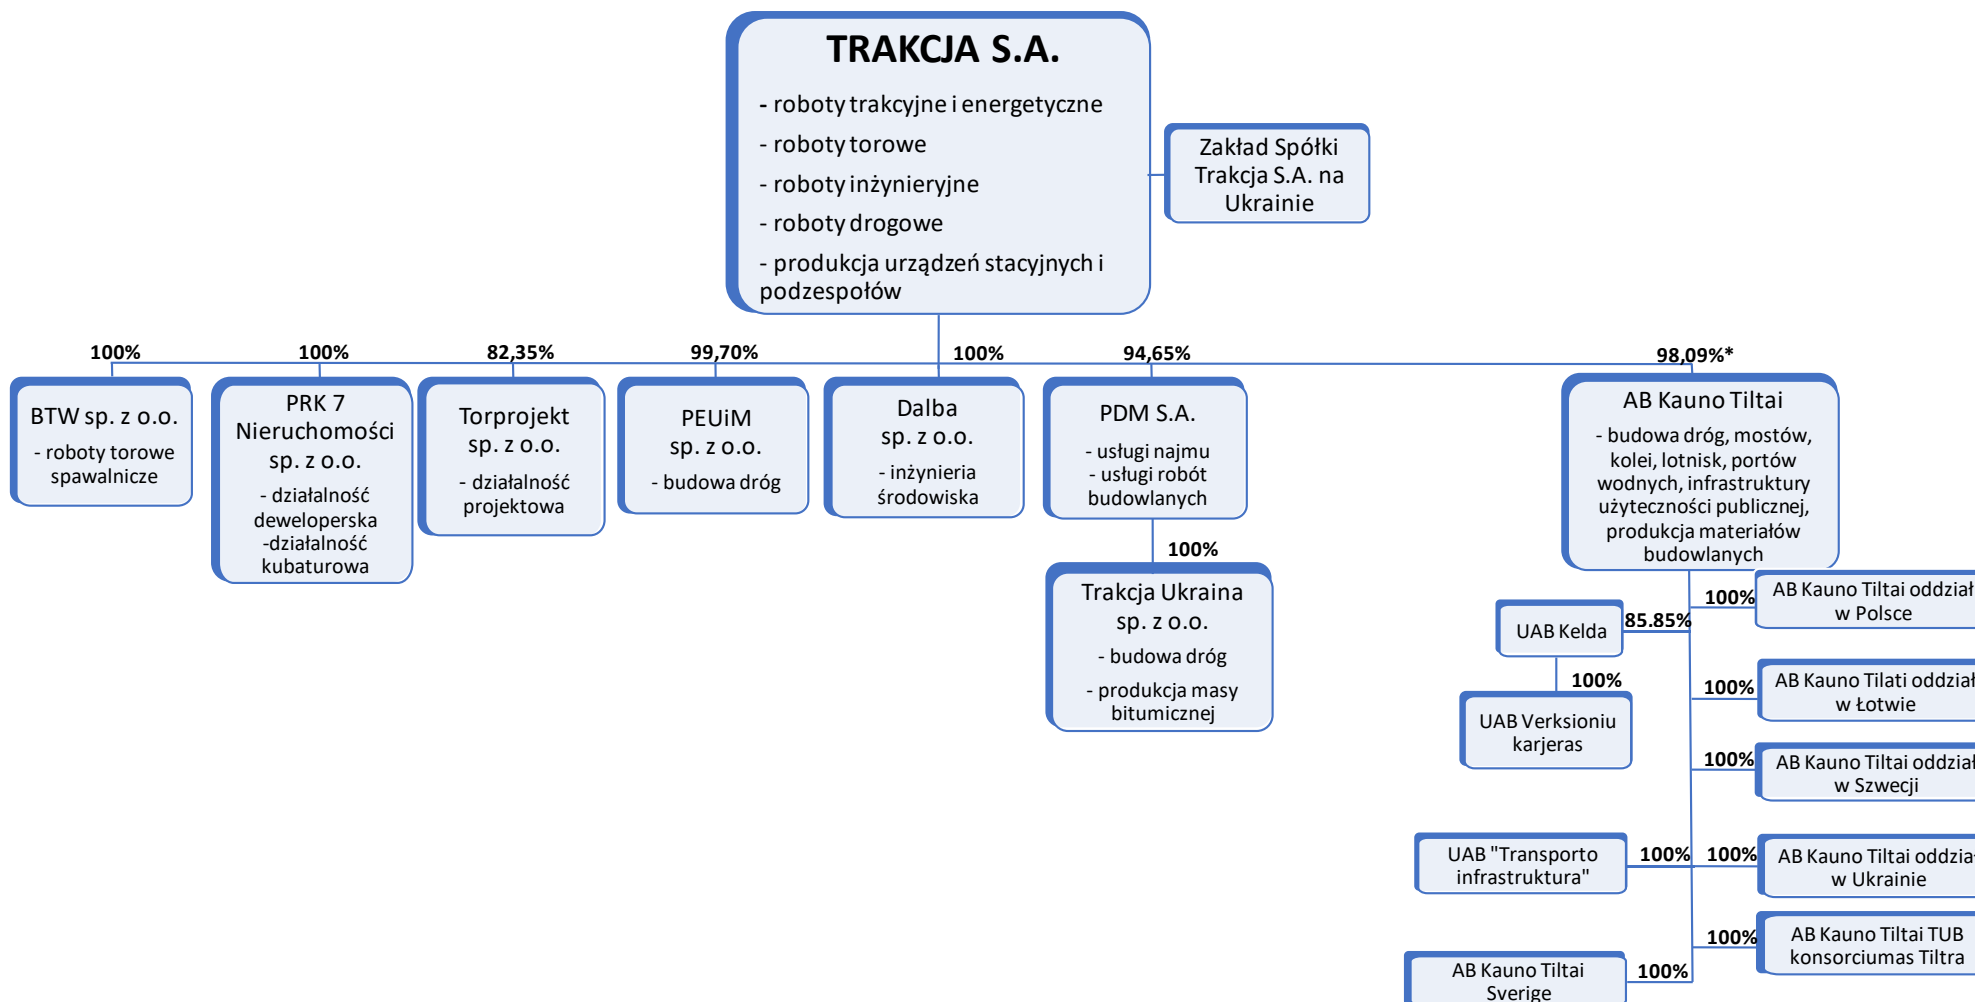 TRAKCJA S.A.
- roboty trakcyjne i energetyczne
- roboty torowe
- roboty inżynieryjne
- roboty drogowe
- produkcja urządzeń stacyjnych i
podzespołów
Zakład Spółki
Trakcja S.A. na
Ukrainie
100%
100%
82,35%
99,70%
100%
94,65%
98,09%*
BTW sp. z o.o.
- roboty torowe
spawalnicze
PRK 7
Nieruchomości
sp. z o.o.
- działalność
deweloperska
-działalność
kubaturowa
Torprojekt
sp. z o.o.
- działalność
projektowa
PEUiM
sp. z o.o.
- budowa dróg
Dalba
sp. z o.o.
- inżynieria
środowiska
PDM S.A.
- usługi najmu
- usługi robót
budowlanych
100%
Trakcja Ukraina
sp. z o.o.
- budowa dróg
- produkcja masy
bitumicznej
AB Kauno Tiltai
- budowa dróg, mostów,
kolei, lotnisk, portów
wodnych, infrastruktury
użyteczności publicznej,
produkcja materiałów
budowlanych
100%
AB Kauno Tiltai oddział
w Polsce
UAB Kelda
85.85%
100%
UAB Verksioniu
karjeras
100%
AB Kauno Tilati oddział
w Łotwie
100%
AB Kauno Tiltai oddział
w Szwecji
UAB "Transporto
infrastruktura"
100%
100%
AB Kauno Tiltai oddział
w Ukrainie
100%
AB Kauno Tiltai TUB
konsorciumas Tiltra
AB Kauno Tiltai
Sverige
100%